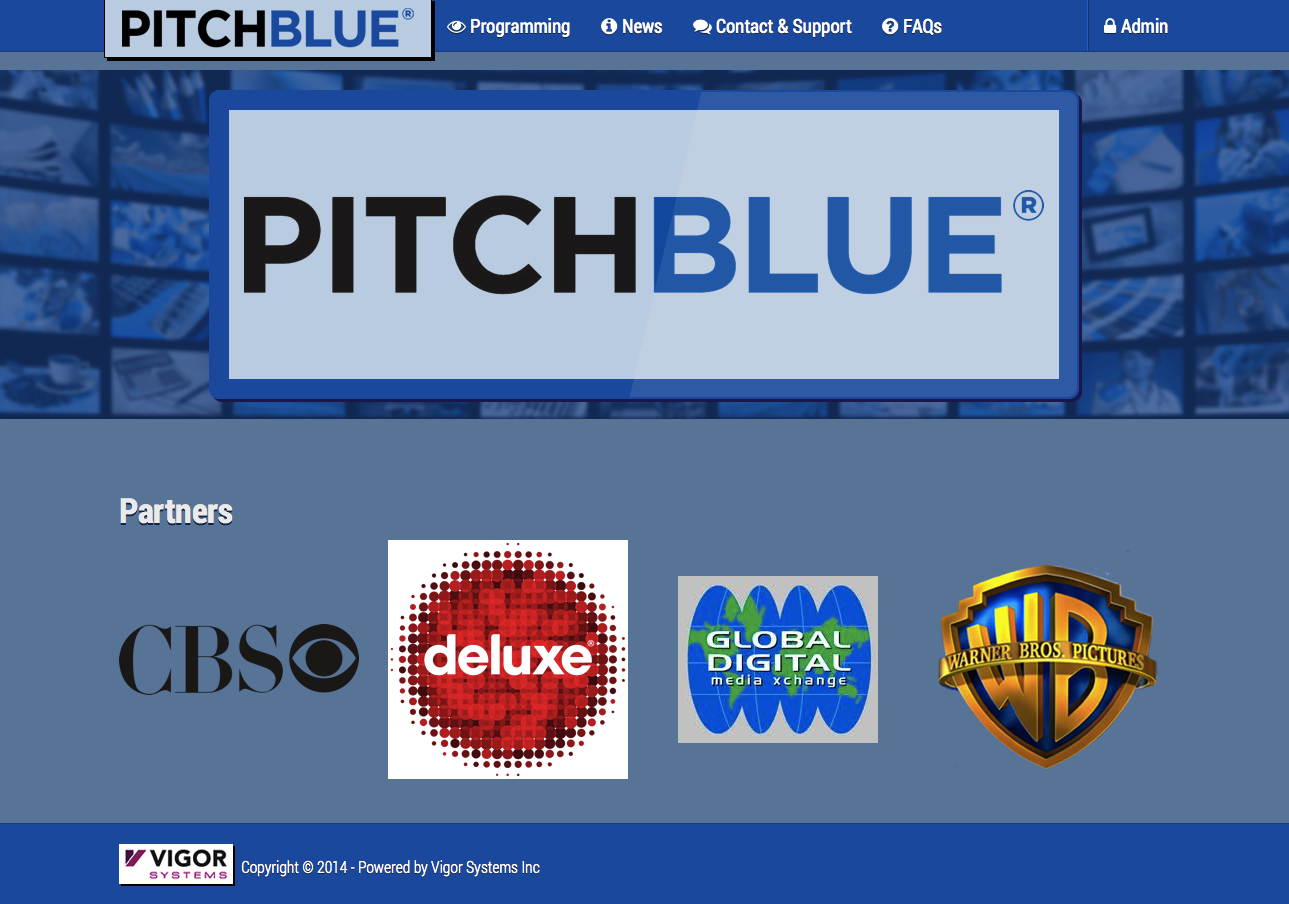 PITCHBLUE®
Programming
News
Contact & Support
FAQs
Admin
PITCHBLUE®
Partners
CBS
deluxe®
GLOBAL
DIGITAL
media xchange
WB
WARNER BROS. PICTURES
VIGOR
SYSTEMS
Copyright © 2014 - Powered by Vigor Systems Inc